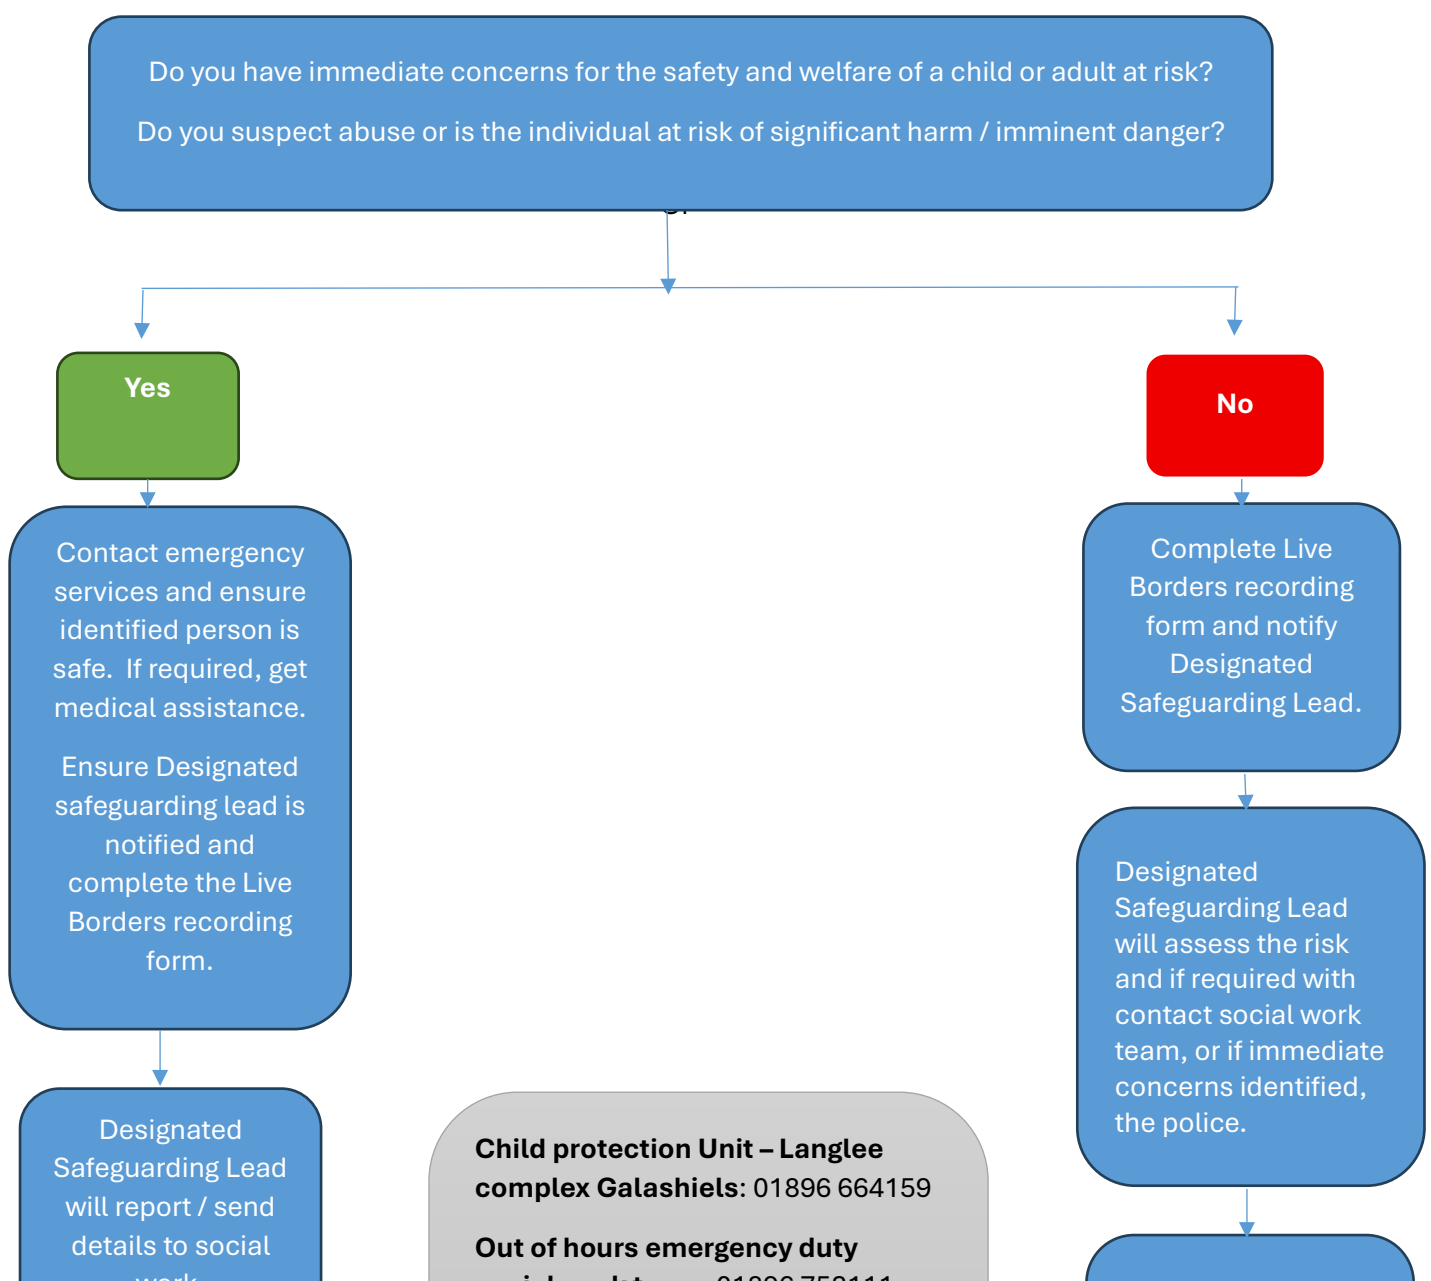 Do you have immediate concerns for the safety and welfare of a child or adult at risk?
Do you suspect abuse or is the individual at risk of significant harm / imminent danger?
Yes
Contact emergency
services and ensure
identified person is
safe.  If required, get
medical assistance.
Ensure Designated
safeguarding lead is
notified and
complete the Live
Borders recording
form.
Designated
Safeguarding Lead
will report / send
details to social
work
No
Complete Live
Borders recording
form and notify
Designated
Safeguarding Lead.
Designated
Safeguarding Lead
will assess the risk
and if required with
contact social work
team, or if immediate
concerns identified,
the police.
Child protection Unit – Langlee
complex Galashiels: 01896 664159
Out of hours emergency duty
01896 752111